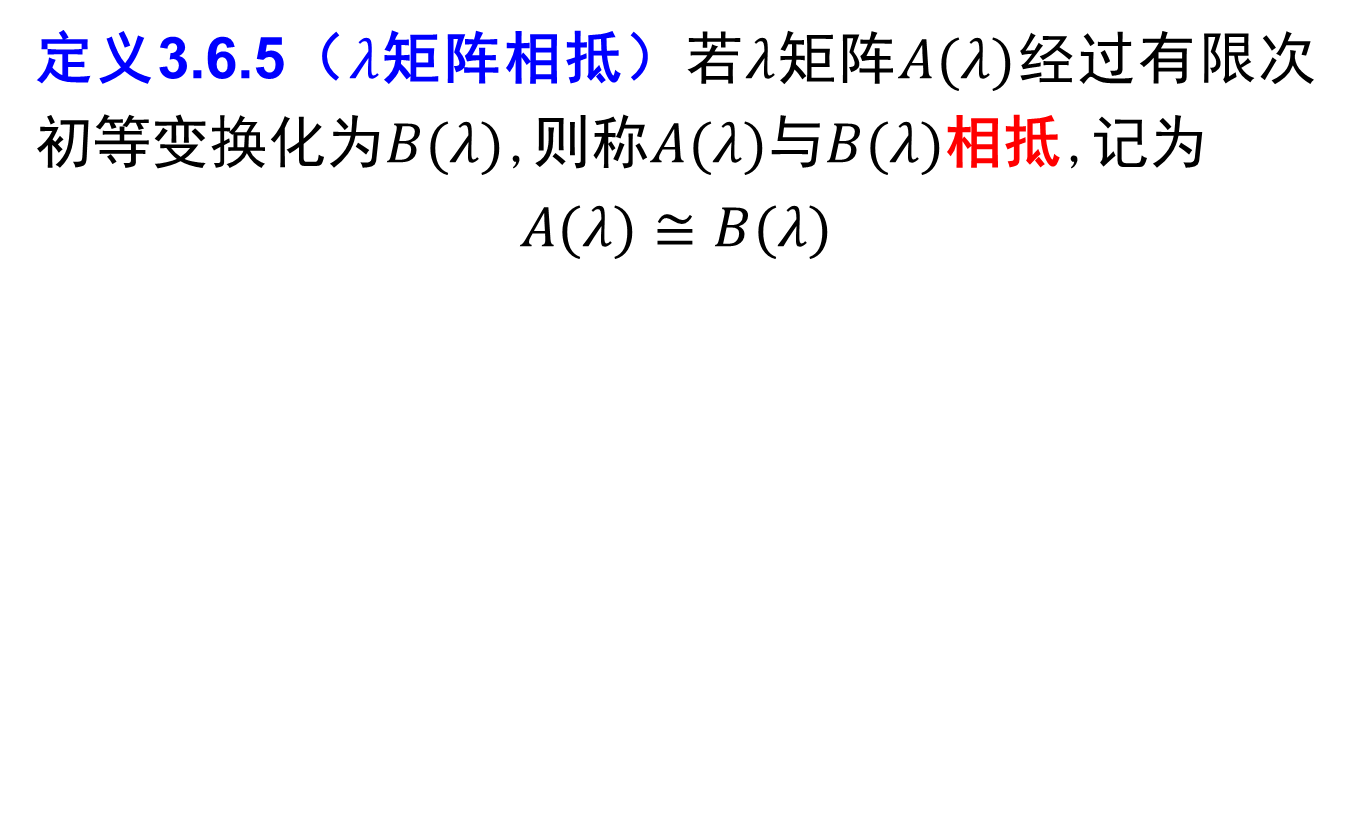 定义3.6.5（λ矩阵相抵）若λ矩阵A(λ)经过有限次
初等变换化为B(λ), 则称A(λ)与B(λ)相抵, 记为
A(λ) ≅ B(λ)